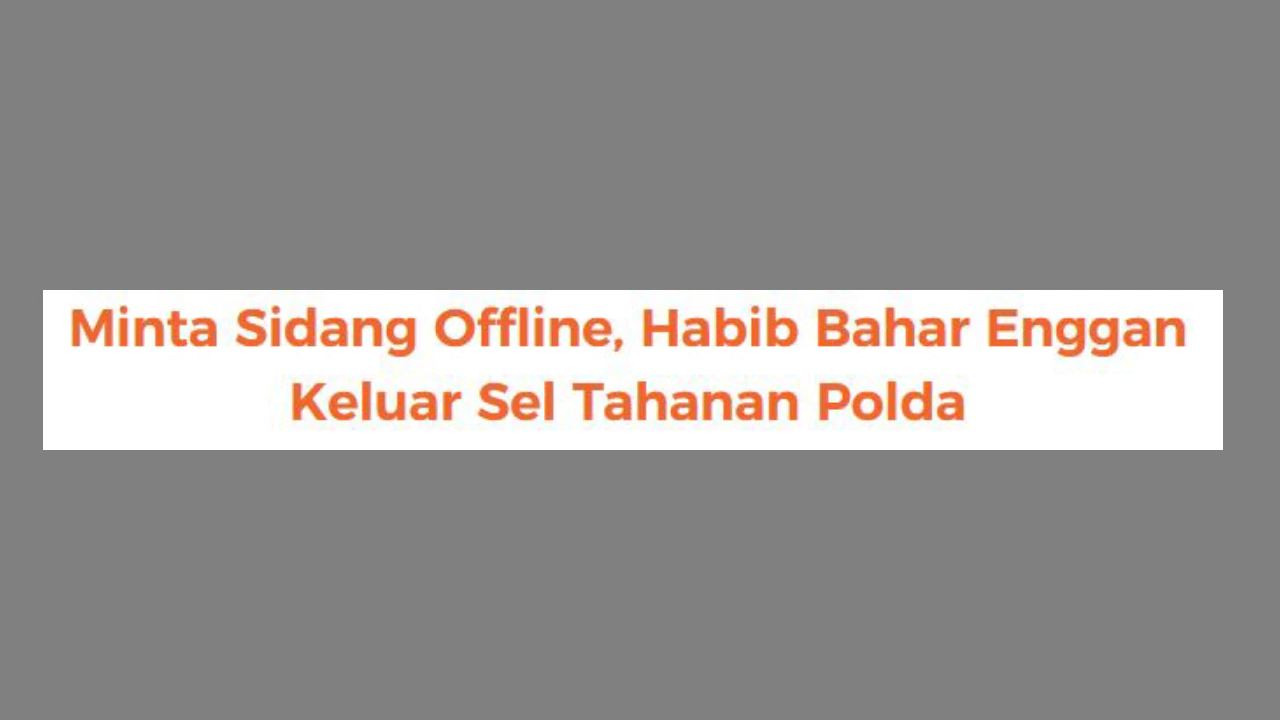 Minta Sidang Offline, Habib Bahar Enggan
Keluar Sel Tahanan Polda